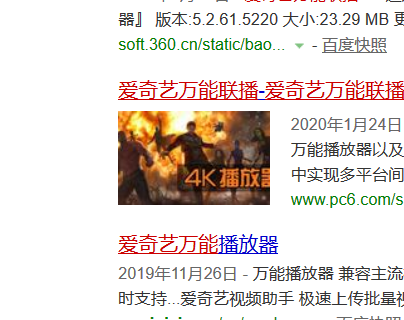 器』 版本:5.2.61.5220 大小:23.29 MB
soft.360.cn/static/bao... - 百度快照
爱奇艺万能联播-爱奇艺万能联播
4K 播放器
2020年1月24日
万能播放器以及
中实现多平台间
www.pc6.com/s
爱奇艺万能播放器
2019年11月26日 - 万能播放器 兼容主流
时支持...爱奇艺视频助手 极速上传批量视